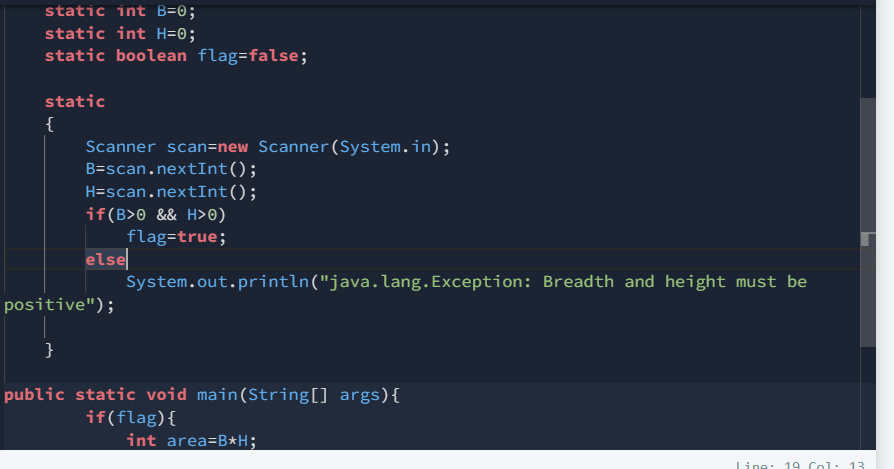 static int B=0;
static int H=0;
static boolean flag=false;
static
{
Scanner scan=new Scanner(System.in);
B=scan.nextInt();
H=scan.nextInt();
if(B>0 && H>0)
flag=true;
else
System.out.println("java.lang.Exception: Breadth and height must be
positive");
}
public static void main(String[] args){
if(flag){
int area=B*H;
Line: 19 Col: 13